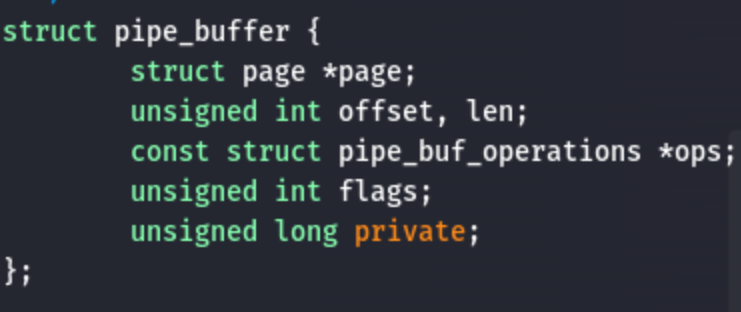 struct pipe_buffer {
        struct page *page;
        unsigned int offset, len;
        const struct pipe_buf_operations *ops;
        unsigned int flags;
        unsigned long private;
};